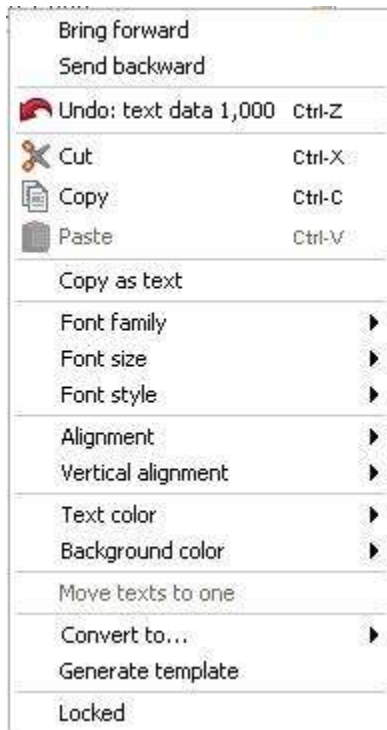 Bring forward
Send backward
Undo: text data 1,000 Ctrl-Z
Cut Ctrl-X
Copy Ctrl-C
Paste Ctrl-V
Copy as text
Font family
Font size
Font style
Alignment
Vertical alignment
Text color
Background color
Move texts to one
Convert to...
Generate template
Locked